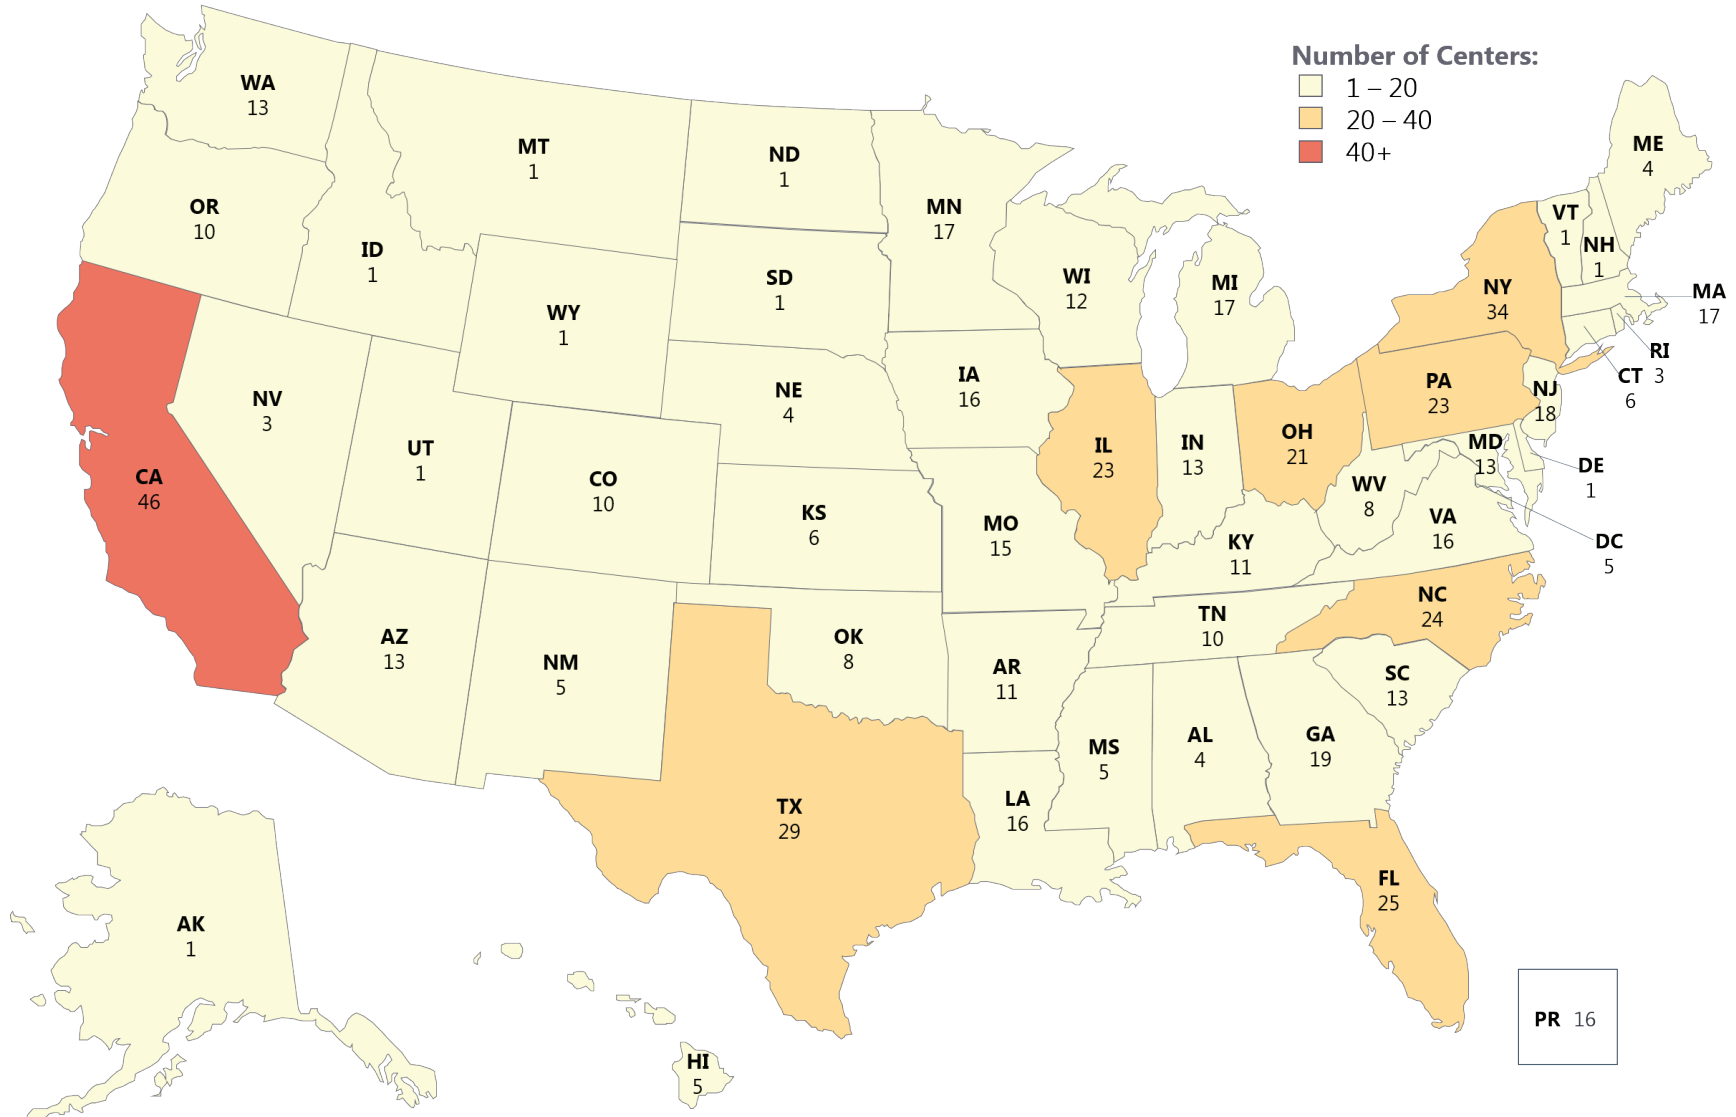 Number of Centers:
1 – 20
20 – 40
40+
WA
13
MT
1
ND
1
MN
17
ME
4
OR
10
ID
1
SD
1
WI
12
MI
17
VT
1
NH
1
NY
34
MA
17
WY
1
RI
3
CT
6
NV
3
UT
1
NE
4
IA
16
PA
23
NJ
18
CA
46
CO
10
KS
6
MO
15
IL
23
IN
13
OH
21
WV
8
MD
13
DE
1
VA
16
DC
5
KY
11
AZ
13
NM
5
OK
8
AR
11
TN
10
NC
24
SC
13
TX
29
LA
16
MS
5
AL
4
GA
19
FL
25
AK
1
HI
5
PR 16